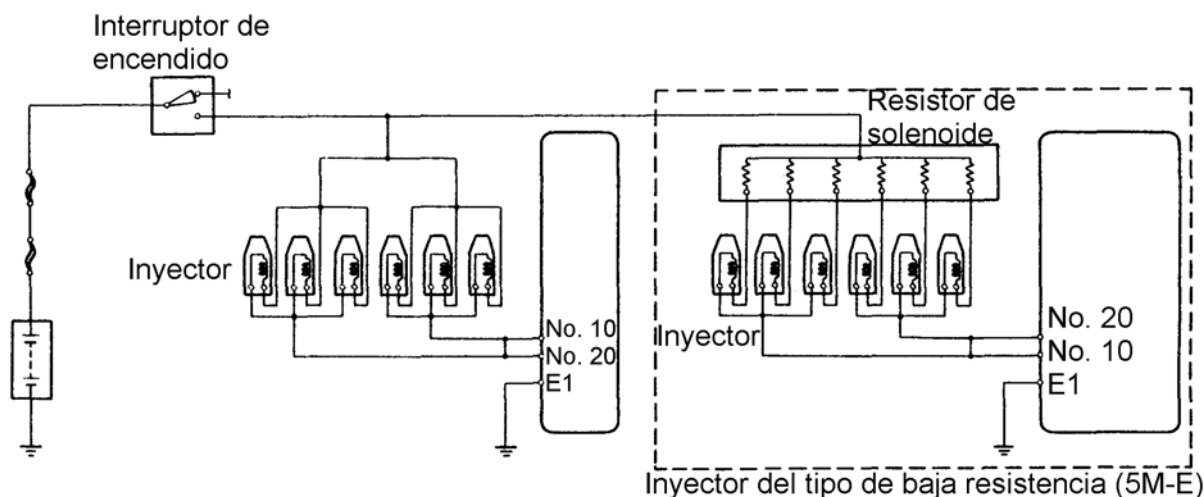 Interruptor de
encendido
Resistor de
solenoide
Inyector
No. 10
No. 20
E1
Inyector
No. 20
No. 10
E1
Inyector del tipo de baja resistencia (5M-E)